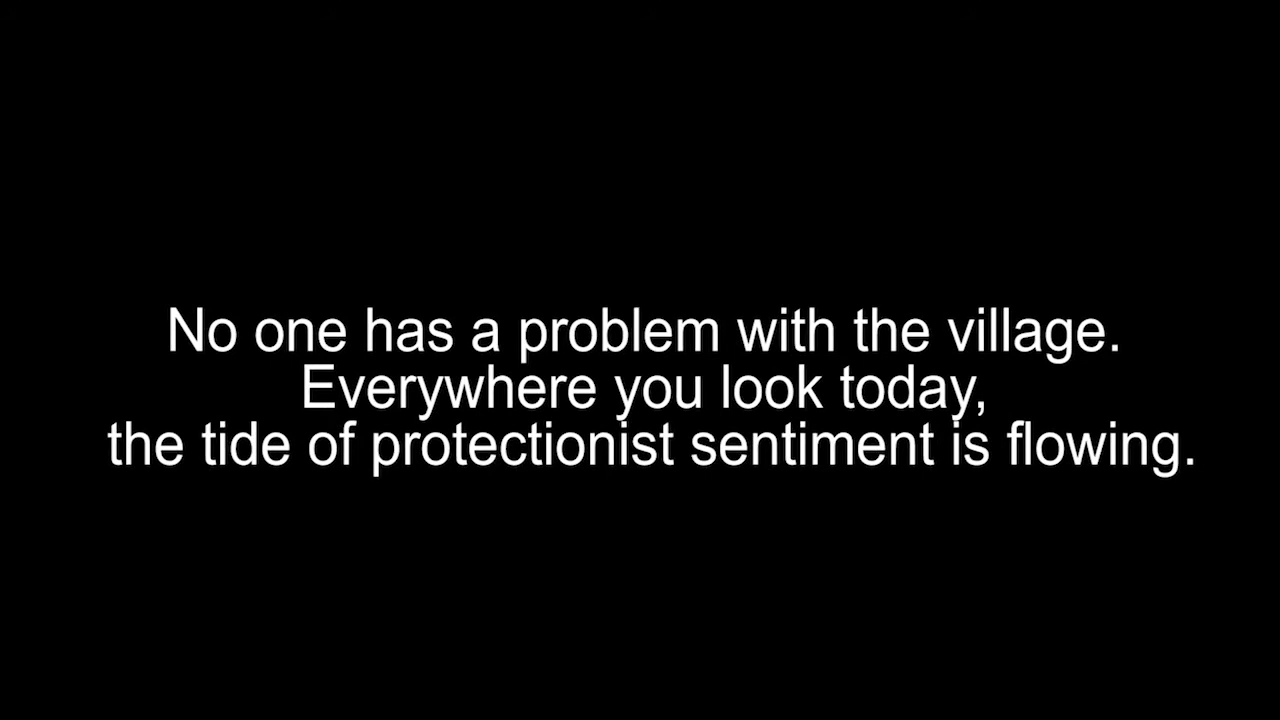 No one has a problem with the village.
Everywhere you look today,
the tide of protectionist sentiment is flowing.